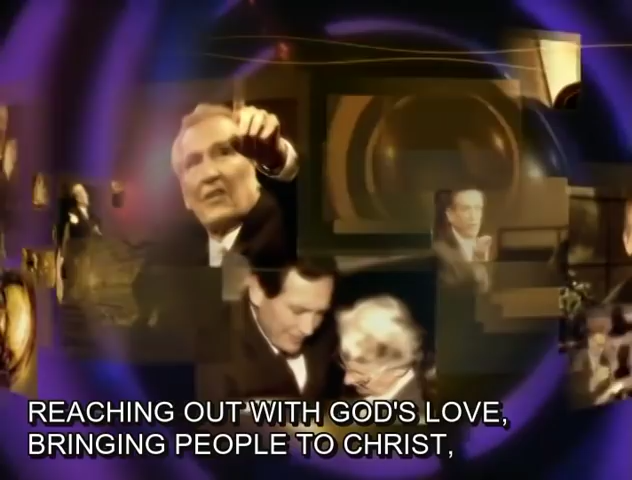 REACHING OUT WITH GOD'S LOVE,
BRINGING PEOPLE TO CHRIST,